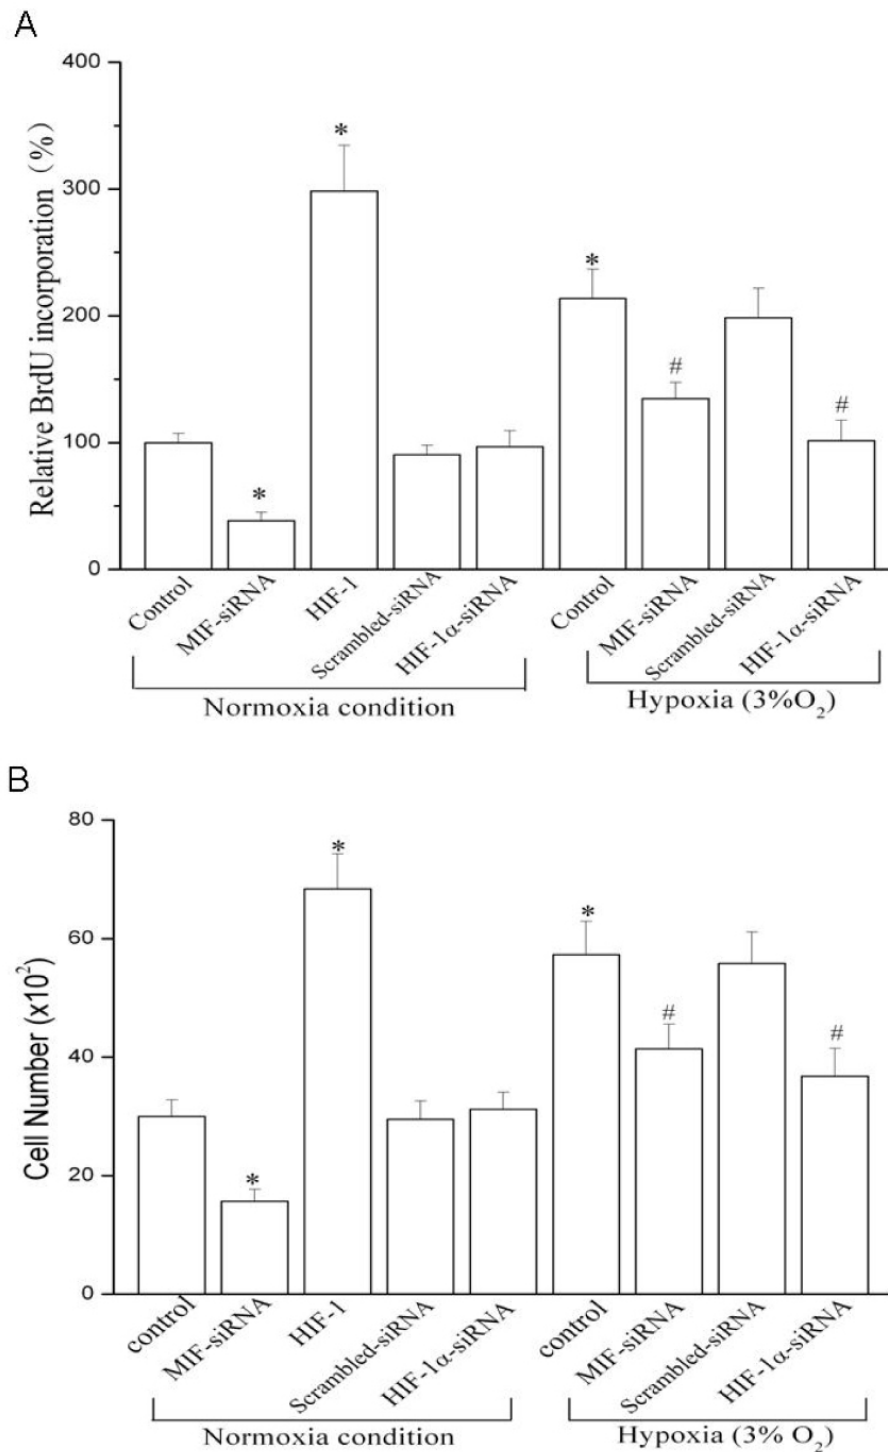 A
Relative BrdU incorporation (%)
400
300
200
100
0
*
*
*
#
#
Control
MIF-siRNA
HIF-1
Scrambled-siRNA
HIF-1α-siRNA
Control
MIF-siRNA
Scrambled-siRNA
HIF-1α-siRNA
Normoxia condition
Hypoxia (3%O₂)
B
Cell Number (x10²)
80
60
40
20
0
*
*
*
#
#
control
MIF-siRNA
HIF-1
Scrambled-siRNA
HIF-1α-siRNA
control
MIF-siRNA
Scrambled-siRNA
HIF-1α-siRNA
Normoxia condition
Hypoxia (3% O₂)